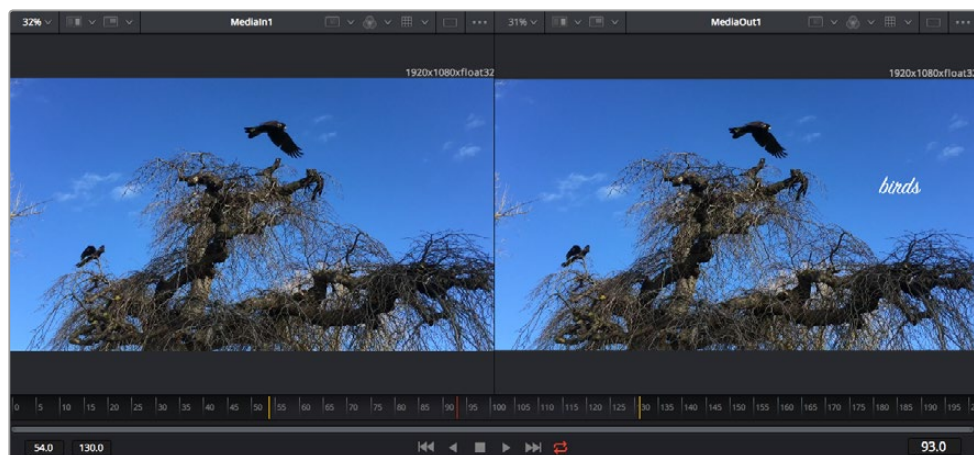 32% MediaIn1 31% MediaOut1
1920x1080xfloat32 1920x1080xfloat32
birds
0 5 10 15 20 25 30 35 40 45 50 55 60 65 70 75 80 85 90 95 100 105 110 115 120 125 130 135 140 145 150 155 160 165 170 175 180 185 190 195
54.0 130.0 93.0